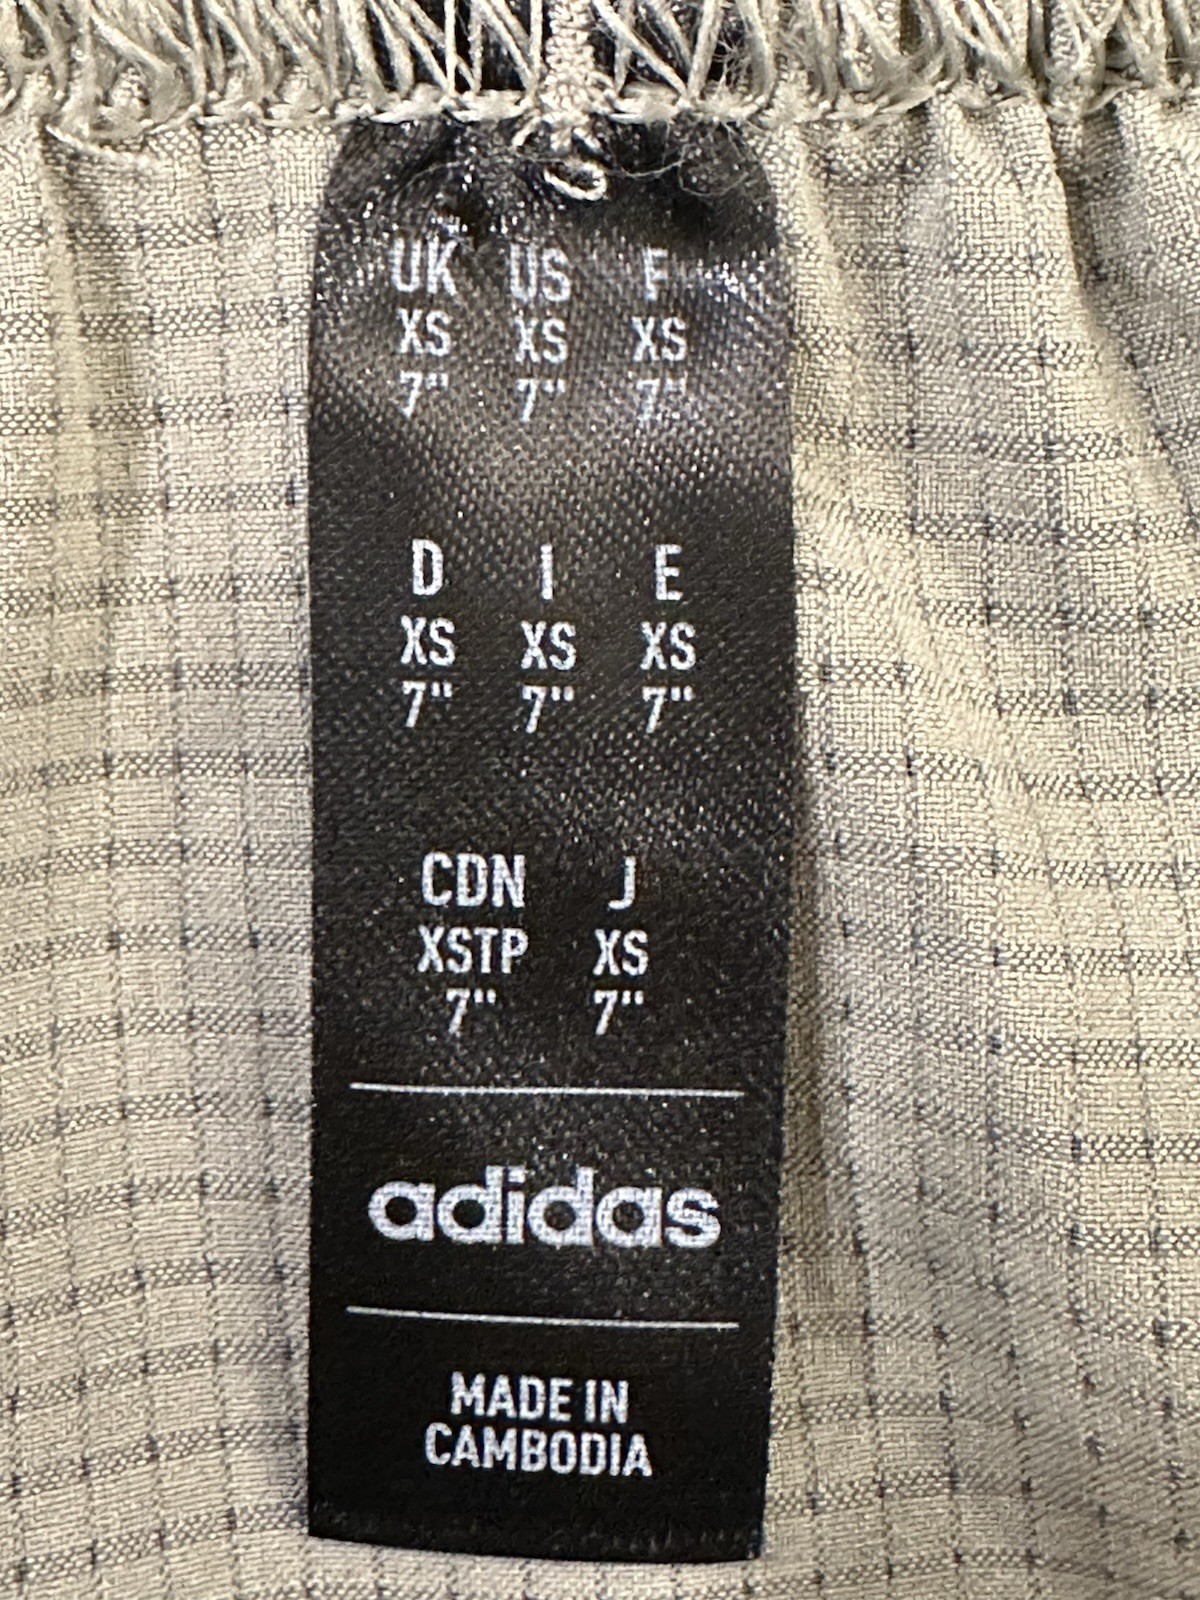 UK US F
XS XS XS
7" 7" 7"
D I E
XS XS XS
7" 7" 7"
CDN J
XSTP XS
7" 7"
adidas
MADE IN
CAMBODIA